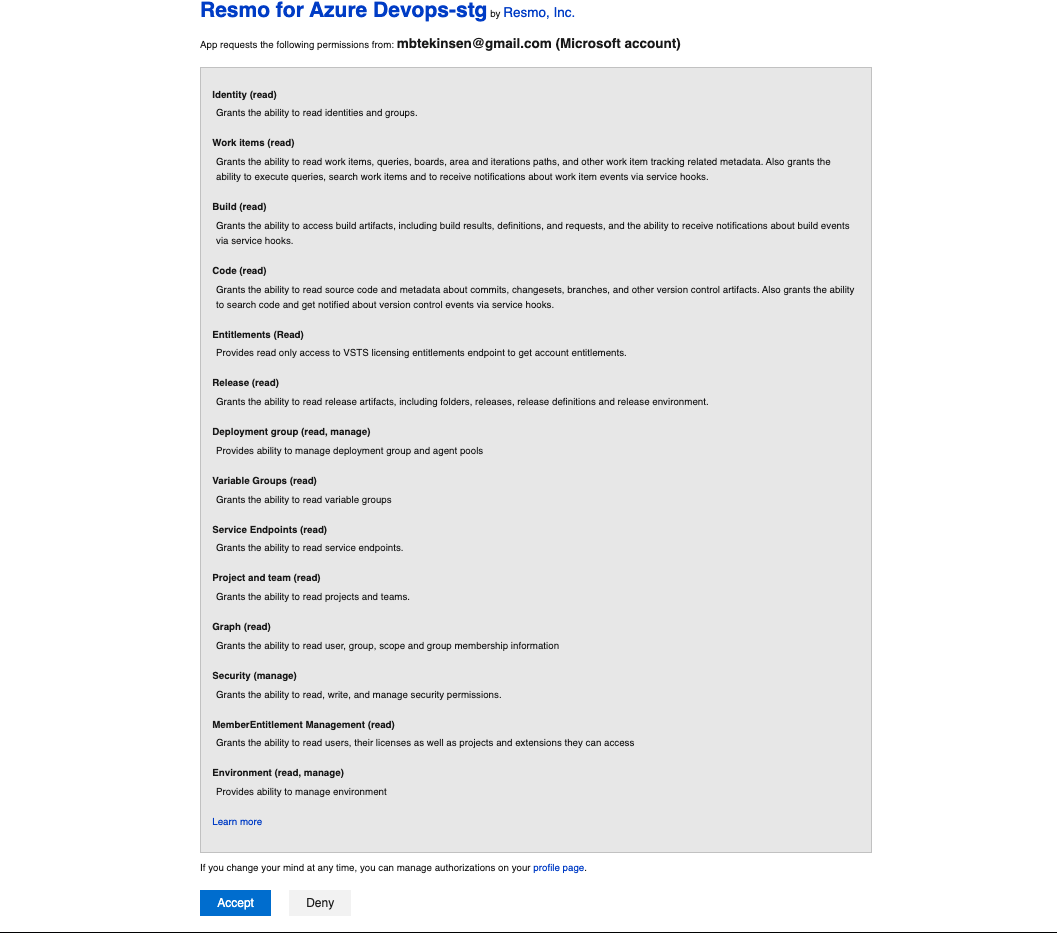 Resmo for Azure Devops-stg by Resmo, Inc.
App requests the following permissions from: mbtekinsen@gmail.com (Microsoft account)
Identity (read)
Grants the ability to read identities and groups.
Work items (read)
Grants the ability to read work items, queries, boards, area and iterations paths, and other work item tracking related metadata. Also grants the
ability to execute queries, search work items and to receive notifications about work item events via service hooks.
Build (read)
Grants the ability to access build artifacts, including build results, definitions, and requests, and the ability to receive notifications about build events
via service hooks.
Code (read)
Grants the ability to read source code and metadata about commits, changesets, branches, and other version control artifacts. Also grants the ability
to search code and get notified about version control events via service hooks.
Entitlements (Read)
Provides read only access to VSTS licensing entitlements endpoint to get account entitlements.
Release (read)
Grants the ability to read release artifacts, including folders, releases, release definitions and release environment.
Deployment group (read, manage)
Provides ability to manage deployment group and agent pools
Variable Groups (read)
Grants the ability to read variable groups
Service Endpoints (read)
Grants the ability to read service endpoints.
Project and team (read)
Grants the ability to read projects and teams.
Graph (read)
Grants the ability to read user, group, scope and group membership information
Security (manage)
Grants the ability to read, write, and manage security permissions.
MemberEntitlement Management (read)
Grants the ability to read users, their licenses as well as projects and extensions they can access
Environment (read, manage)
Provides ability to manage environment
Learn more
If you change your mind at any time, you can manage authorizations on your profile page.
Accept Deny